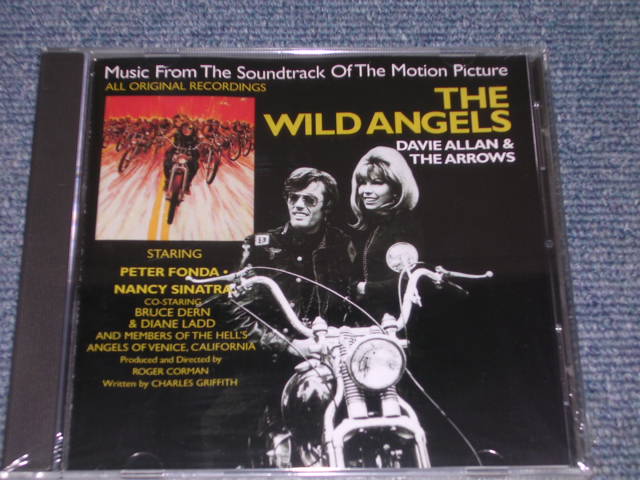 Music From The Soundtrack Of The Motion Picture
ALL ORIGINAL RECORDINGS
THE
WILD ANGELS
DAVIE ALLAN &
THE ARROWS
STARING
PETER FONDA •
NANCY SINATRA
CO-STARING
BRUCE DERN
& DIANE LADD
AND MEMBERS OF THE HELL'S
ANGELS OF VENICE, CALIFORNIA
Produced and Directed by
ROGER CORMAN
Written by CHARLES GRIFFITH